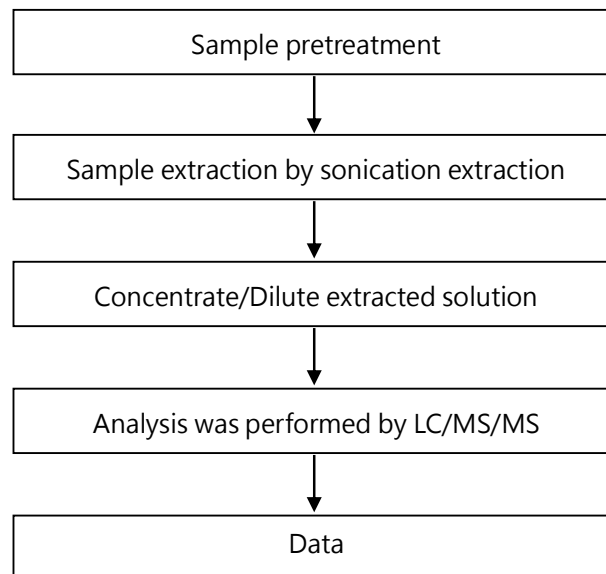 Sample pretreatment
Sample extraction by sonication extraction
Concentrate/Dilute extracted solution
Analysis was performed by LC/MS/MS
Data